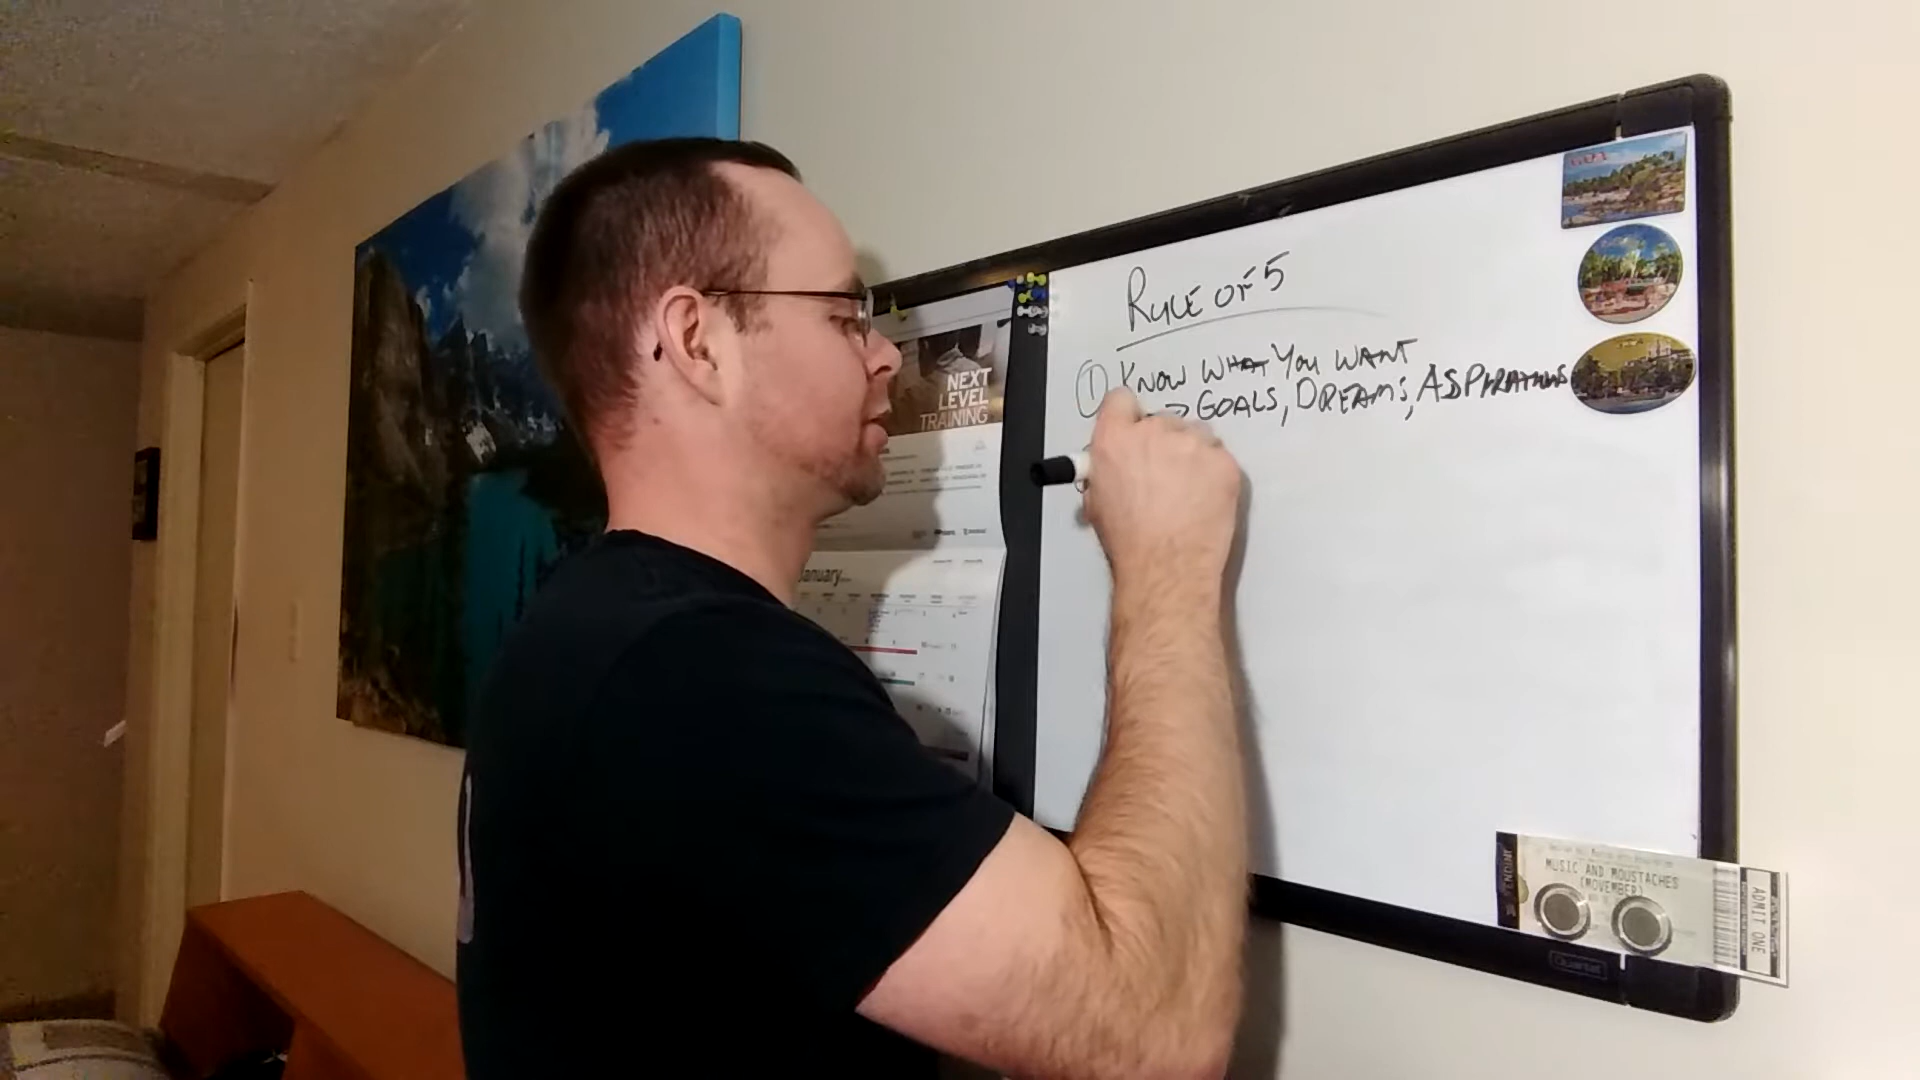 RULE OF 5
① KNOW WHAT YOU WANT
→ GOALS, DREAMS, ASPIRATIONS
NEXT
LEVEL
TRAINING
January
MUSIC AND MOUSTACHES
(MOVEMBER)
ADMIT ONE
Quartet